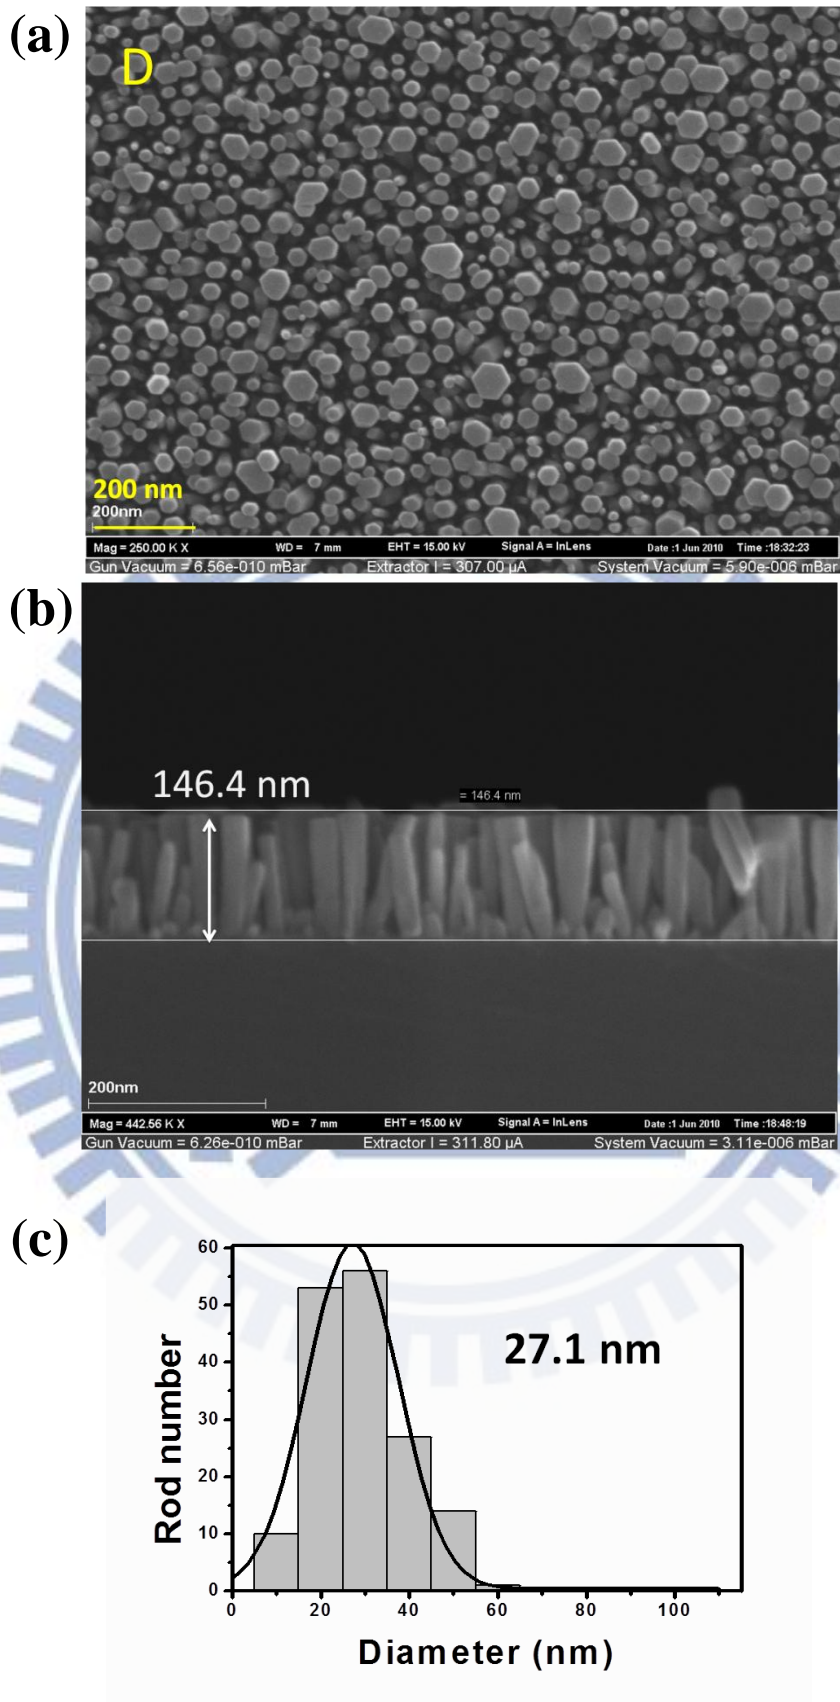 (a)
D
200 nm
200nm
Mag = 250.00 K X WD = 7 mm EHT = 15.00 kV Signal A = InLens Date :1 Jun 2010 Time :18:32:23
Gun Vacuum = 6.56e-010 mBar Extractor I = 307.00 µA System Vacuum = 5.90e-006 mBar
(b)
146.4 nm
= 146.4 nm
200nm
Mag = 442.56 K X WD = 7 mm EHT = 15.00 kV Signal A = InLens Date :1 Jun 2010 Time :18:48:19
Gun Vacuum = 6.26e-010 mBar Extractor I = 311.80 µA System Vacuum = 3.11e-006 mBar
(c)
60
50
40
30
20
10
0
Rod number
27.1 nm
0 20 40 60 80 100
Diameter (nm)